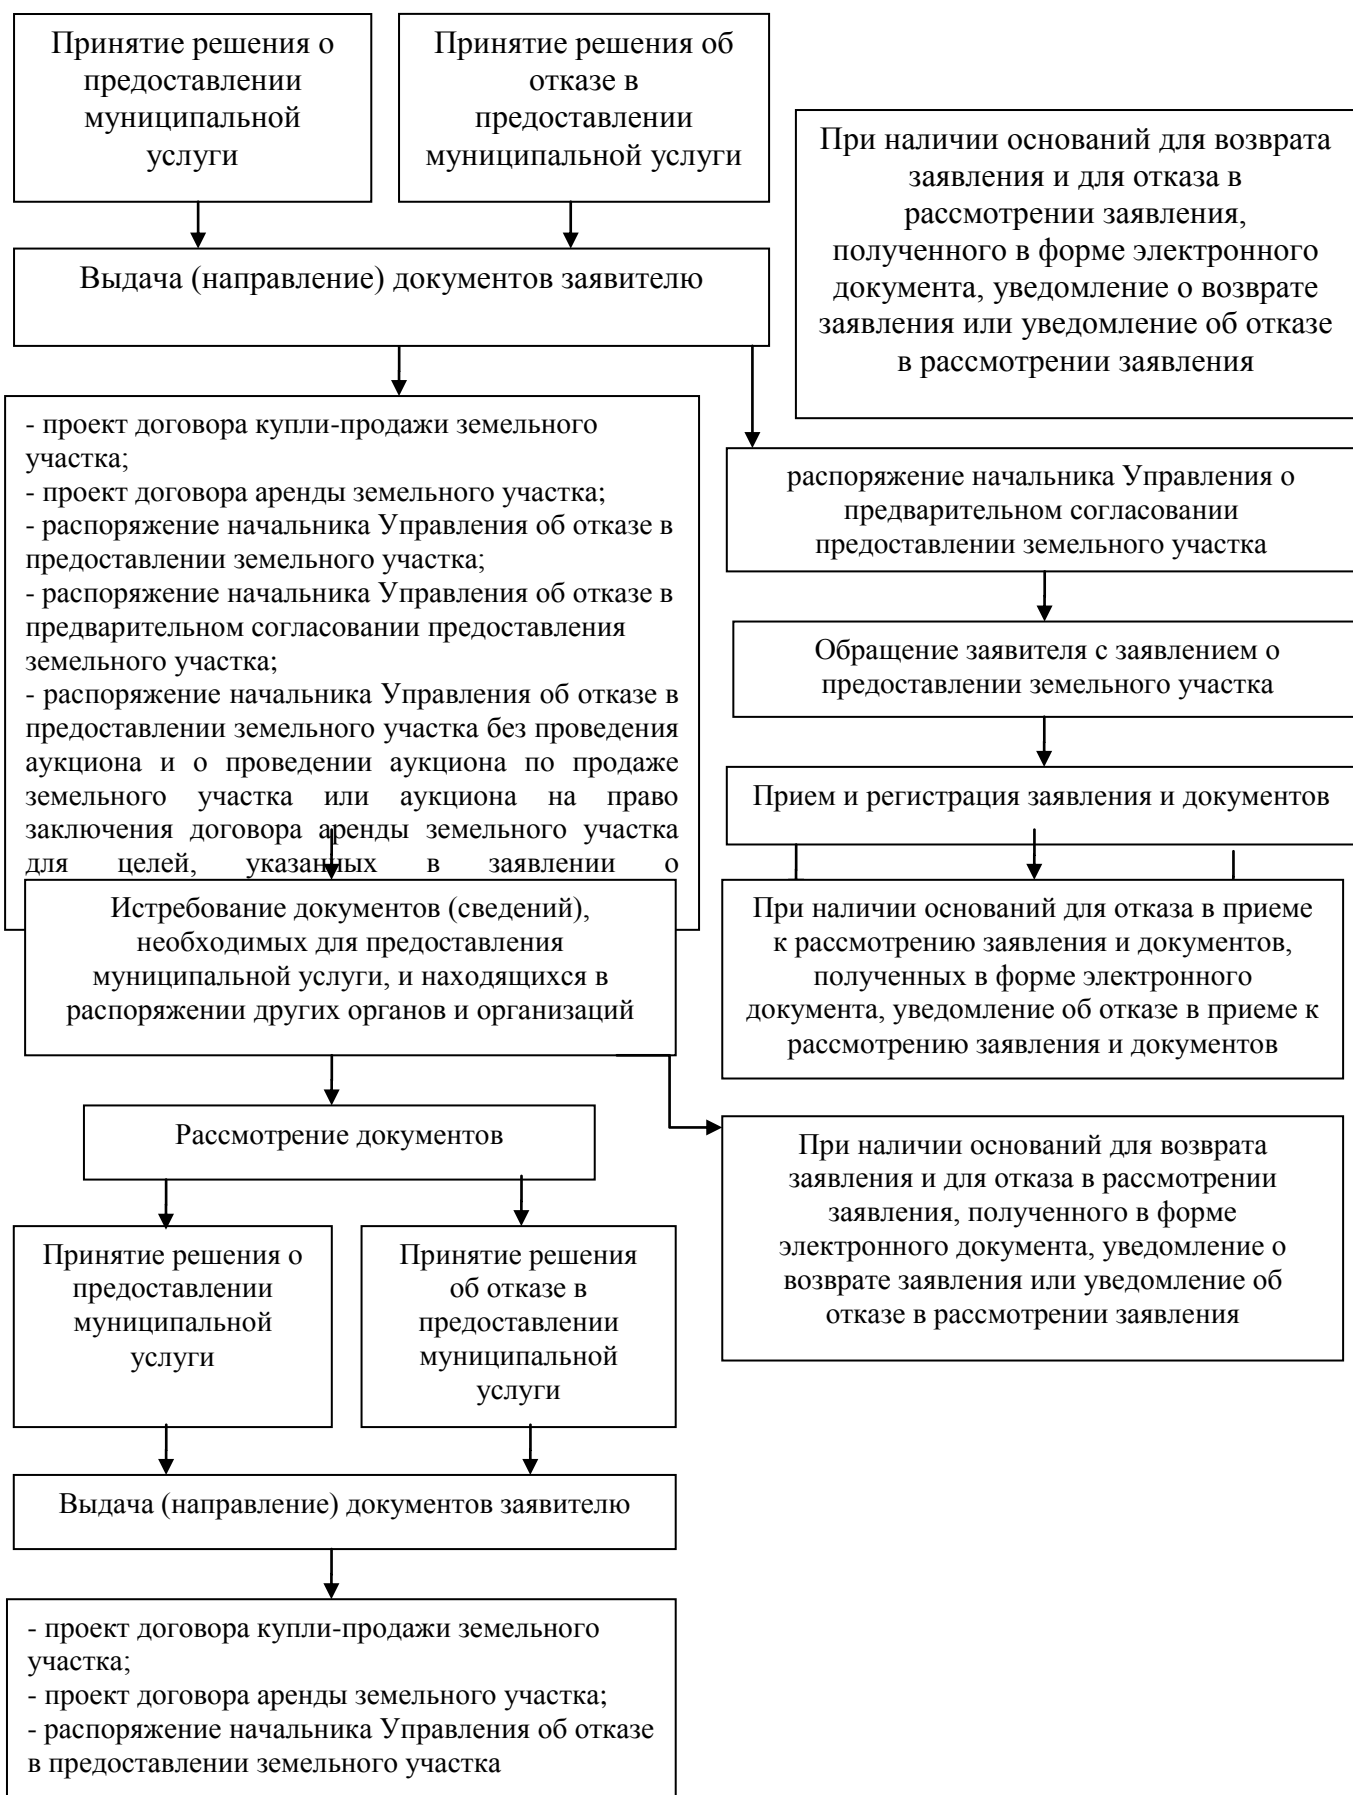 Принятие решения о
предоставлении
муниципальной
услуги
Принятие решения об
отказе в
предоставлении
муниципальной услуги
При наличии оснований для возврата
заявления и для отказа в
рассмотрении заявления,
полученного в форме электронного
документа, уведомление о возврате
заявления или уведомление об отказе
в рассмотрении заявления
Выдача (направление) документов заявителю
- проект договора купли-продажи земельного
участка;
- проект договора аренды земельного участка;
- распоряжение начальника Управления об отказе в
предоставлении земельного участка;
- распоряжение начальника Управления об отказе в
предварительном согласовании предоставления
земельного участка;
- распоряжение начальника Управления об отказе в
предоставлении земельного участка без проведения
аукциона и о проведении аукциона по продаже
земельного участка или аукциона на право
заключения договора аренды земельного участка
для целей, указанных в заявлении о
распоряжение начальника Управления о
предварительном согласовании
предоставлении земельного участка
Обращение заявителя с заявлением о
предоставлении земельного участка
Прием и регистрация заявления и документов
При наличии оснований для отказа в приеме
к рассмотрению заявления и документов,
полученных в форме электронного
документа, уведомление об отказе в приеме к
рассмотрению заявления и документов
Истребование документов (сведений),
необходимых для предоставления
муниципальной услуги, и находящихся в
распоряжении других органов и организаций
Рассмотрение документов
При наличии оснований для возврата
заявления и для отказа в рассмотрении
заявления, полученного в форме
электронного документа, уведомление о
возврате заявления или уведомление об
отказе в рассмотрении заявления
Принятие решения о
предоставлении
муниципальной
услуги
Принятие решения
об отказе в
предоставлении
муниципальной
услуги
Выдача (направление) документов заявителю
- проект договора купли-продажи земельного
участка;
- проект договора аренды земельного участка;
- распоряжение начальника Управления об отказе
в предоставлении земельного участка